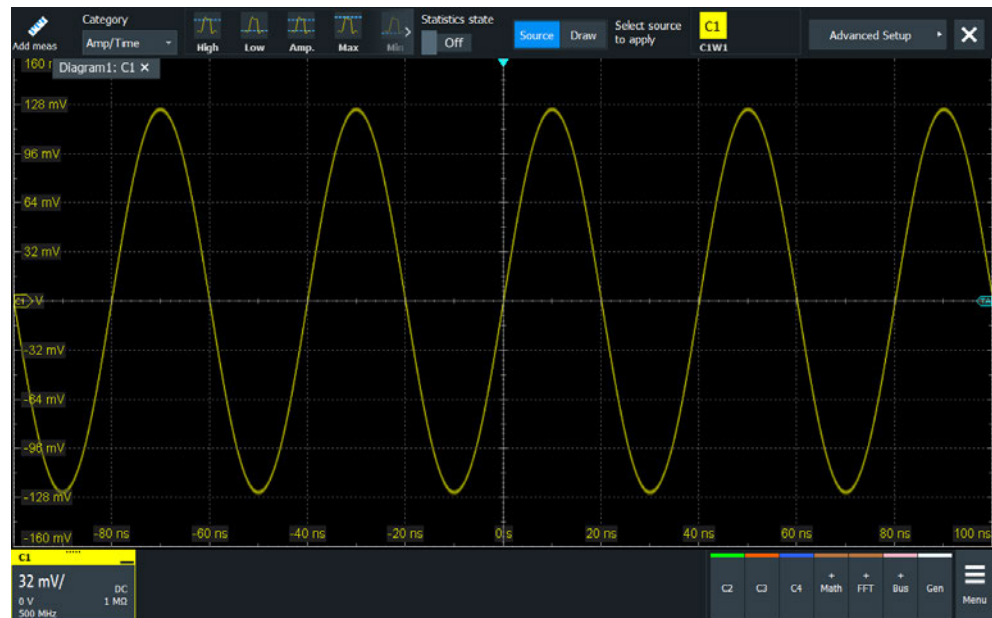 Add meas
Category
Amp/Time
High
Low
Amp.
Max
Min
Statistics state
Off
Source
Draw
Select source
to apply
C1
C1W1
Advanced Setup
Diagram1: C1
128 mV
96 mV
64 mV
32 mV
C1
V
TA
-32 mV
-64 mV
-96 mV
-128 mV
-160 mV
-80 ns
-60 ns
-40 ns
-20 ns
0 s
20 ns
40 ns
60 ns
80 ns
100 ns
C1
32 mV/
DC
0 V
1 MΩ
500 MHz
C2
C3
C4
+
Math
+
FFT
+
Bus
Gen
Menu